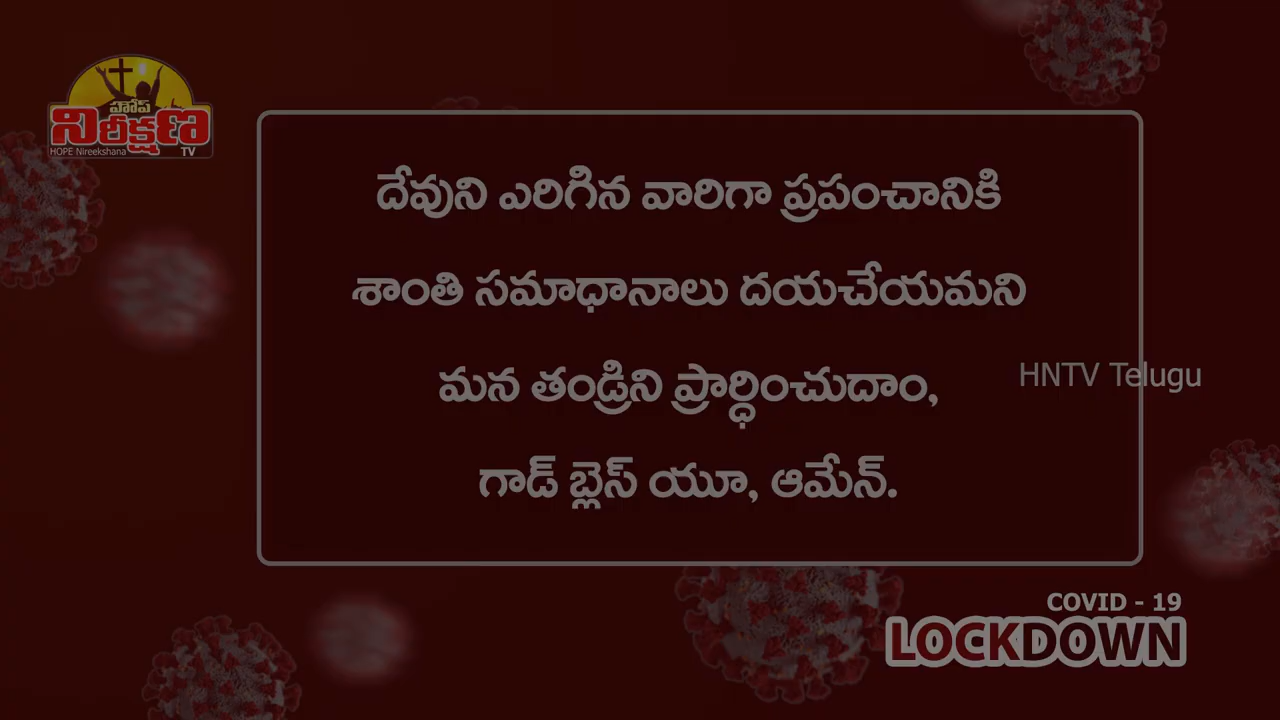 హోప్
నిరీక్షణ
HOPE Nireekshana TV
దేవుని ఎరిగిన వారిగా ప్రపంచానికి
శాంతి సమాధానాలు దయచేయమని
మన తండ్రిని ప్రార్ధించుదాం,
HNTV Telugu
గాడ్ బ్లెస్ యూ, ఆమేన్.
COVID - 19
LOCKDOWN